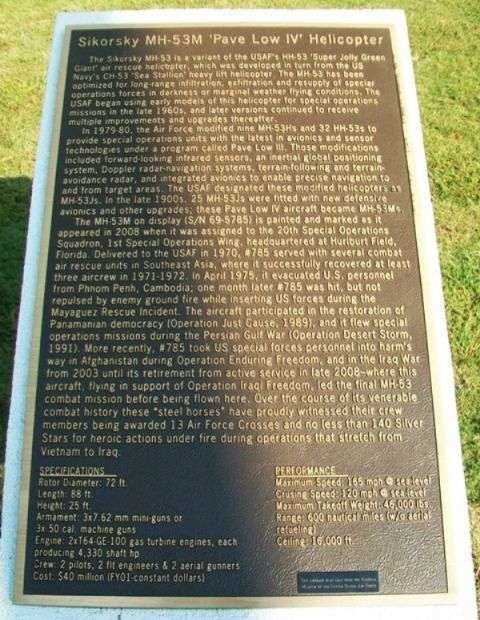 Sikorsky MH-53M 'Pave Low IV' Helicopter
The Sikorsky MH-53 is a variant of the USAF's HH-53 'Super Jolly Green
Giant' air rescue helicopter, which was developed in turn from the US
Navy's CH-53 'Sea Stallion' heavy lift helicopter. The MH-53 has been
optimized for long-range infiltration, exfiltration and resupply of special
operations forces in darkness or marginal weather flying conditions. The
USAF began using early models of this helicopter for special operations
missions in the late 1960s, and later versions continued to receive
multiple improvements and upgrades thereafter.
In 1979-80, the Air Force modified nine MH-53Hs and 32 HH-53s to
provide special operations units with the latest in avionics and sensor
technologies under a program called Pave Low III. Those modifications
included forward-looking infrared sensors, an inertial global positioning
system, Doppler radar-navigation systems, terrain-following and terrain-
avoidance radar, and integrated avionics to enable precise navigation to
and from target areas. The USAF designated these modified helicopters as
MH-53Js. In the late 1900s, 25 MH-53Js were fitted with new defensive
avionics and other upgrades; these Pave Low IV aircraft became MH-53Ms.
The MH-53M on display (S/N 69-5785) is painted and marked as it
appeared in 2008 when it was assigned to the 20th Special Operations
Squadron, 1st Special Operations Wing, headquartered at Hurlburt Field,
Florida. Delivered to the USAF in 1970, #785 served with several combat
air rescue units in Southeast Asia, where it successfully recovered at least
three aircrew in 1971-1972. In April 1975, it evacuated U.S. personnel
from Phnom Penh, Cambodia; one month later #785 was hit, but not
repulsed by enemy ground fire while inserting US forces during the
Mayaguez Rescue Incident. The aircraft participated in the restoration of
Panamanian democracy (Operation Just Cause, 1989), and it flew special
operations missions during the Persian Gulf War (Operation Desert Storm,
1991). More recently, #785 took US special forces personnel into harm's
way in Afghanistan during Operation Enduring Freedom, and in the Iraq War
from 2003 until its retirement from active service in late 2008-where this
aircraft, flying in support of Operation Iraqi Freedom, led the final MH-53
combat mission before being flown here. Over the course of its venerable
combat history these "steel horses" have proudly witnessed their crew
members being awarded 13 Air Force Crosses and no less than 140 Silver
Stars for heroic actions under fire during operations that stretch from
Vietnam to Iraq.
SPECIFICATIONS
Rotor Diameter: 72 ft.
Length: 88 ft.
Height: 25 ft.
Armament: 3x7.62 mm mini-guns or
3x 50 cal. machine guns
Engine: 2xT64-GE-100 gas turbine engines, each
producing 4,330 shaft hp
Crew: 2 pilots, 2 flt engineers & 2 aerial gunners
Cost: $40 million (FY01-constant dollars)
PERFORMANCE
Maximum Speed: 165 mph @ sea level
Crusing Speed: 120 mph @ sea level
Maximum Takeoff Weight: 46,000 lbs.
Range: 600 nautical miles (w/o aerial
refueling)
Ceiling: 16,000 ft.